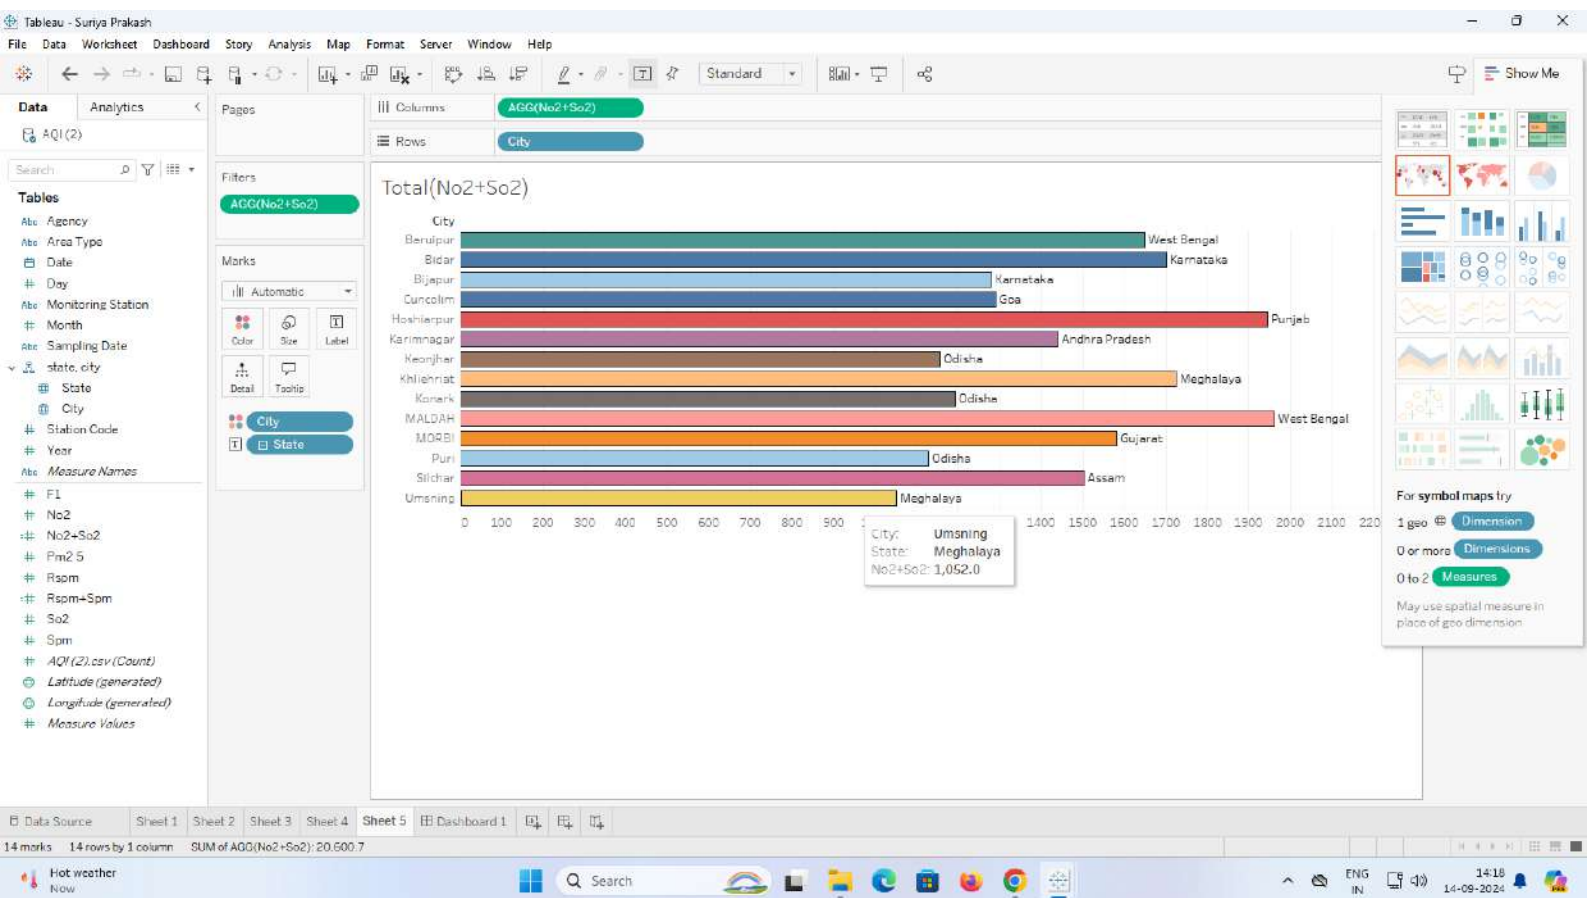 Tableau - Suriya Prakash
File Data Worksheet Dashboard Story Analysis Map Format Server Window Help
Standard
Show Me
Data Analytics
AQI (2)
Search
Tables
Abc Agency
Abc Area Type
Date
# Day
Abc Monitoring Station
# Month
Abc Sampling Date
state, city
State
City
# Station Code
# Year
Abc Measure Names
# F1
# No2
=# No2+So2
# Pm2 5
# Rspm
=# Rspm+Spm
# So2
# Spm
# AQI (2).csv (Count)
Latitude (generated)
Longitude (generated)
# Measure Values
Pages
Filters
AGG(No2+So2)
Marks
Automatic
Color Size Label
Detail Tooltip
City
State
Columns AGG(No2+So2)
Rows City
Total(No2+So2)
City
Baruipur West Bengal
Bidar Karnataka
Bijapur Karnataka
Cuncolim Goa
Hoshiarpur Punjab
Karimnagar Andhra Pradesh
Keonjhar Odisha
Khliehriat Meghalaya
Konark Odisha
MALDAH West Bengal
MORBI Gujarat
Puri Odisha
Silchar Assam
Umsning Meghalaya
0 100 200 300 400 500 600 700 800 900 1400 1500 1600 1700 1800 1900 2000 2100 220
City: Umsning
State: Meghalaya
No2+So2: 1,052.0
For symbol maps try
1 geo Dimension
0 or more Dimensions
0 to 2 Measures
May use spatial measure in
place of geo dimension
Data Source Sheet 1 Sheet 2 Sheet 3 Sheet 4 Sheet 5 Dashboard 1
14 marks 14 rows by 1 column SUM of AGG(No2+So2): 20,600.7
Hot weather
Now
Search
ENG
IN
14:18
14-09-2024